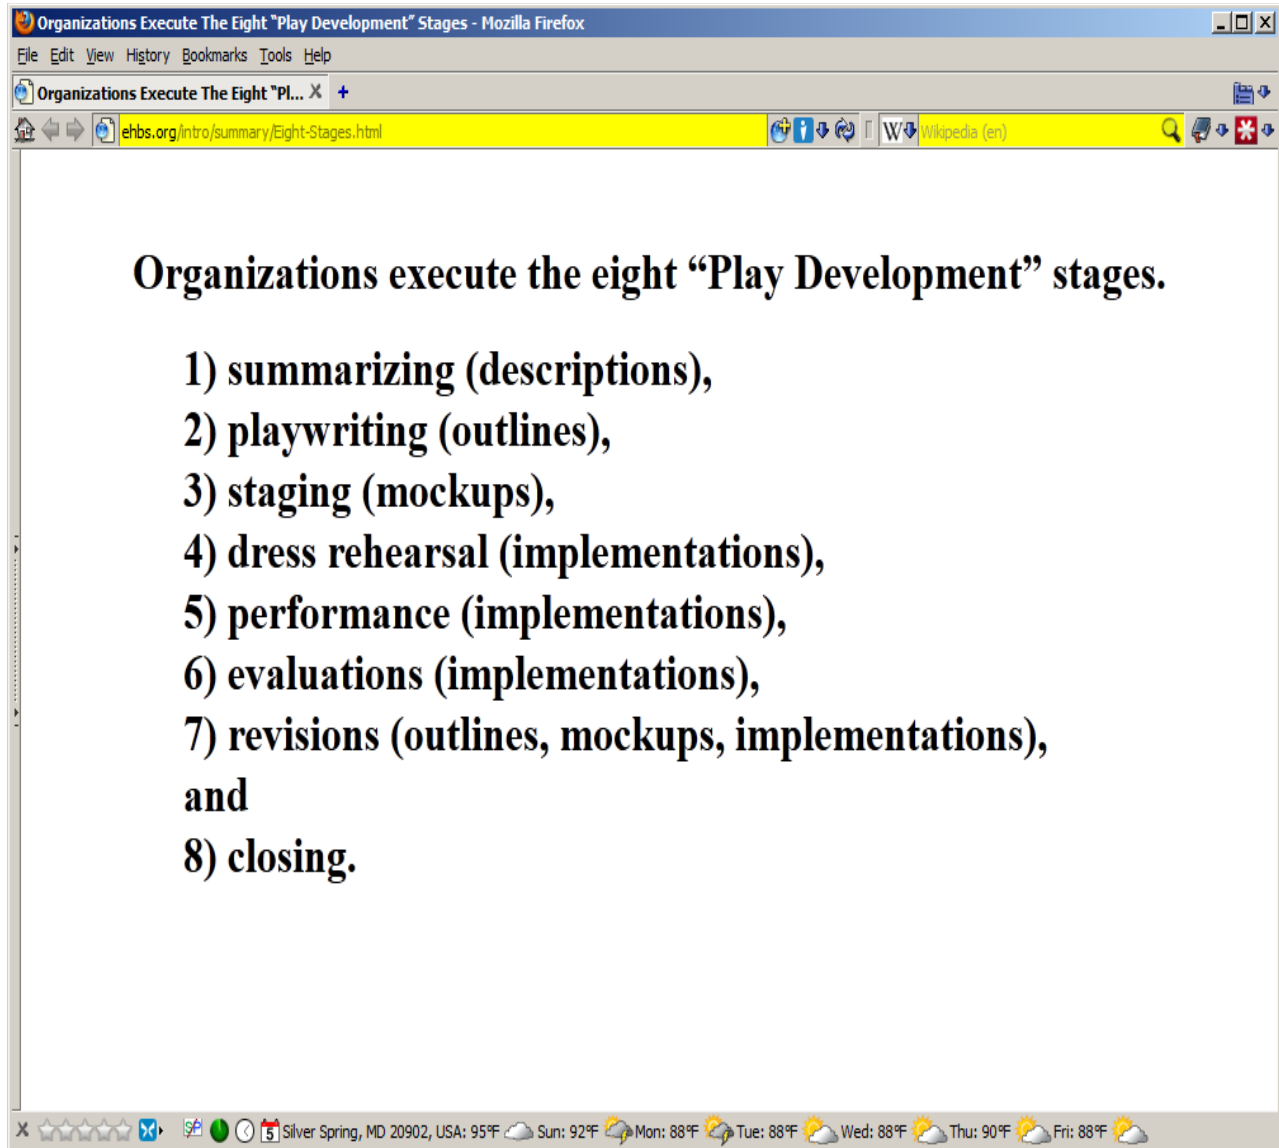 Organizations Execute The Eight "Play Development" Stages - Mozilla Firefox
File Edit View History Bookmarks Tools Help
Organizations Execute The Eight "Pl... X +
ehbs.org/intro/summary/Eight-Stages.html W Wikipedia (en)
Organizations execute the eight “Play Development” stages.
1) summarizing (descriptions),
2) playwriting (outlines),
3) staging (mockups),
4) dress rehearsal (implementations),
5) performance (implementations),
6) evaluations (implementations),
7) revisions (outlines, mockups, implementations),
and
8) closing.
X SP 5 Silver Spring, MD 20902, USA: 95°F Sun: 92°F Mon: 88°F Tue: 88°F Wed: 88°F Thu: 90°F Fri: 88°F